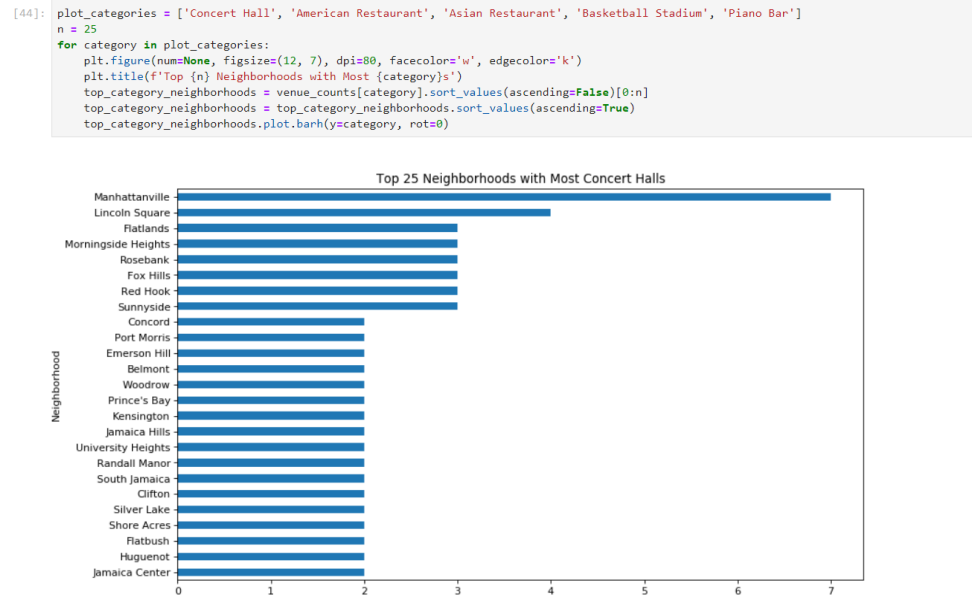 [44]: plot_categories = ['Concert Hall', 'American Restaurant', 'Asian Restaurant', 'Basketball Stadium', 'Piano Bar']
n = 25
for category in plot_categories:
    plt.figure(num=None, figsize=(12, 7), dpi=80, facecolor='w', edgecolor='k')
    plt.title(f'Top {n} Neighborhoods with Most {category}s')
    top_category_neighborhoods = venue_counts[category].sort_values(ascending=False)[0:n]
    top_category_neighborhoods = top_category_neighborhoods.sort_values(ascending=True)
    top_category_neighborhoods.plot.barh(y=category, rot=0)
Top 25 Neighborhoods with Most Concert Halls
Manhattanville
Lincoln Square
Flatlands
Morningside Heights
Rosebank
Fox Hills
Red Hook
Sunnyside
Concord
Port Morris
Emerson Hill
Belmont
Woodrow
Prince's Bay
Kensington
Jamaica Hills
University Heights
Randall Manor
South Jamaica
Clifton
Silver Lake
Shore Acres
Flatbush
Huguenot
Jamaica Center
Neighborhood
0 1 2 3 4 5 6 7